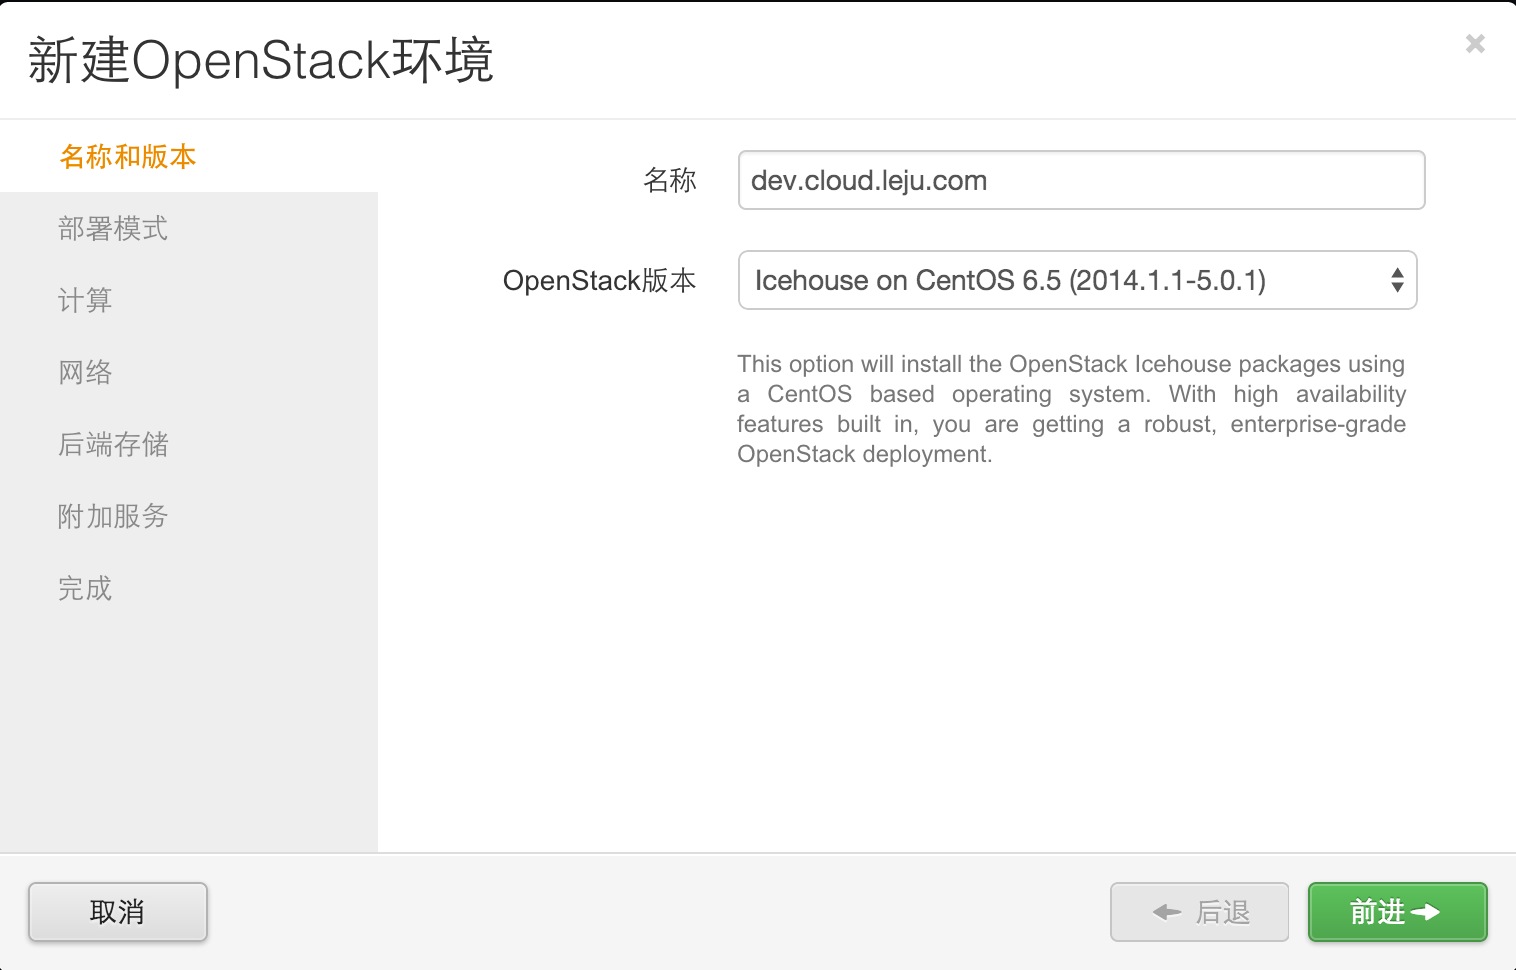 新建OpenStack环境
名称和版本
部署模式
计算
网络
后端存储
附加服务
完成
名称
dev.cloud.leju.com
OpenStack版本
Icehouse on CentOS 6.5 (2014.1.1-5.0.1)
This option will install the OpenStack Icehouse packages using
a CentOS based operating system. With high availability
features built in, you are getting a robust, enterprise-grade
OpenStack deployment.
取消
后退
前进